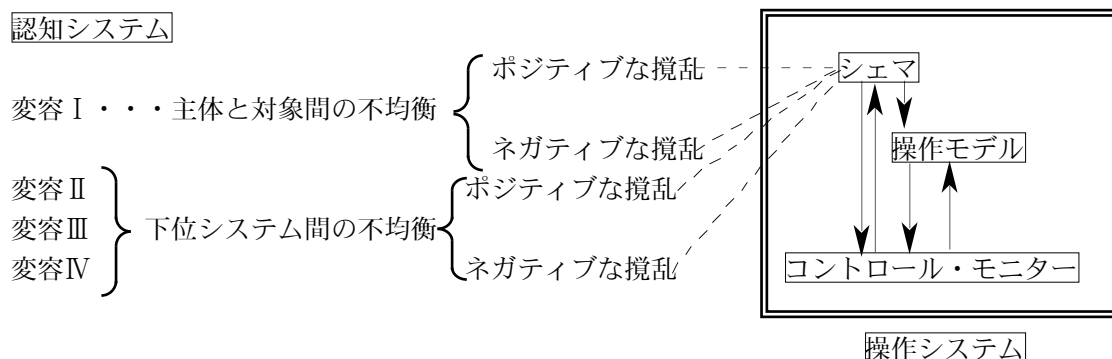 認知システム
ポジティブな撹乱
シェマ
変容Ⅰ・・・主体と対象間の不均衡
ネガティブな撹乱
操作モデル
変容Ⅱ
ポジティブな撹乱
変容Ⅲ
下位システム間の不均衡
変容Ⅳ
ネガティブな撹乱
コントロール・モニター
操作システム